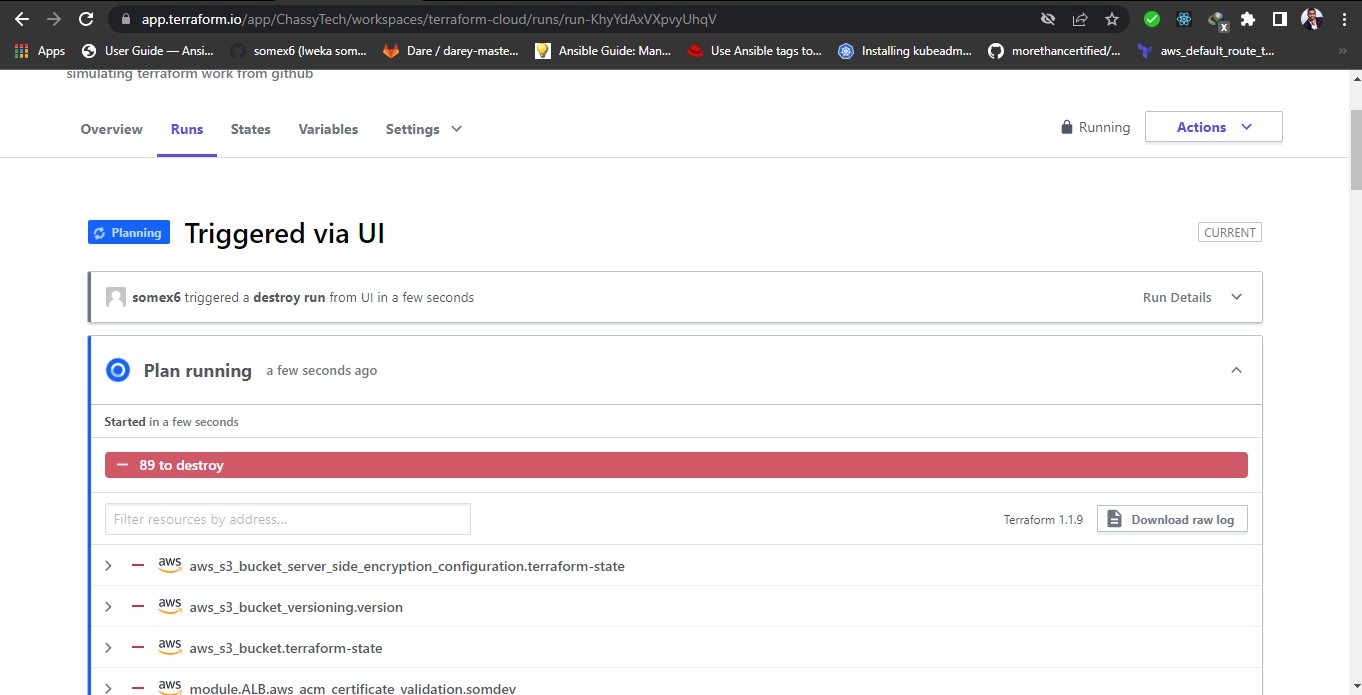 app.terraform.io/app/ChassyTech/workspaces/terraform-cloud/runs/run-KhyYdAxVXpvyUhqV
x
Apps User Guide — Ansi... somex6 (Iweka som... Dare / darey-maste... Ansible Guide: Man... Use Ansible tags to... Installing kubeadm... morethancertified/... aws_default_route_t... »
simulating terraform work from github
Overview Runs States Variables Settings Running Actions
Planning Triggered via UI CURRENT
somex6 triggered a destroy run from UI in a few seconds Run Details
Plan running a few seconds ago
Started in a few seconds
89 to destroy
Filter resources by address... Terraform 1.1.9 Download raw log
aws aws_s3_bucket_server_side_encryption_configuration.terraform-state
aws aws_s3_bucket_versioning.version
aws aws_s3_bucket.terraform-state
aws module.ALB.aws_acm_certificate_validation.somdev